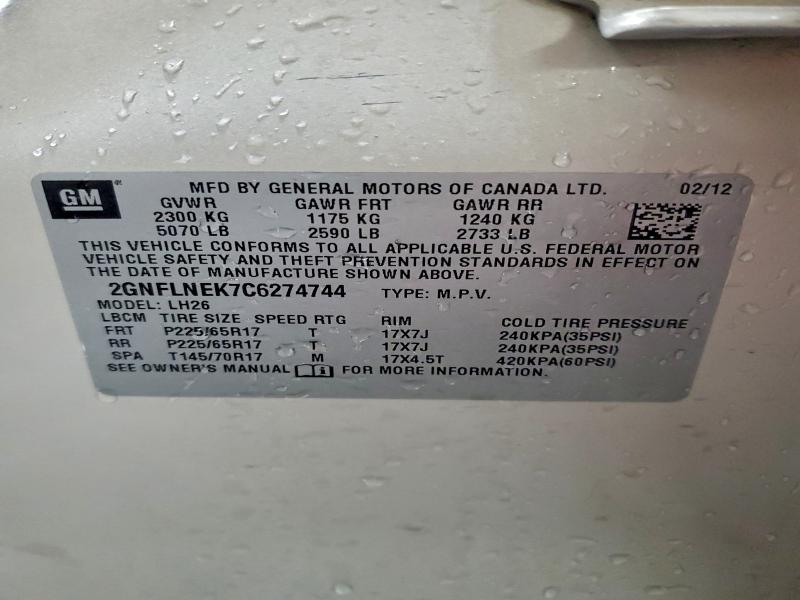 GM MFD BY GENERAL MOTORS OF CANADA LTD. 02/12
GVWR GAWR FRT GAWR RR
2300 KG 1175 KG 1240 KG
5070 LB 2590 LB 2733 LB
THIS VEHICLE CONFORMS TO ALL APPLICABLE U.S. FEDERAL MOTOR
VEHICLE SAFETY AND THEFT PREVENTION STANDARDS IN EFFECT ON
THE DATE OF MANUFACTURE SHOWN ABOVE.
2GNFLNEK7C6274744 TYPE: M.P.V.
MODEL: LH26
LBCM TIRE SIZE SPEED RTG RIM COLD TIRE PRESSURE
FRT P225/65R17 T 17X7J 240KPA(35PSI)
RR P225/65R17 T 17X7J 240KPA(35PSI)
SPA T145/70R17 M 17X4.5T 420KPA(60PSI)
SEE OWNER'S MANUAL FOR MORE INFORMATION.